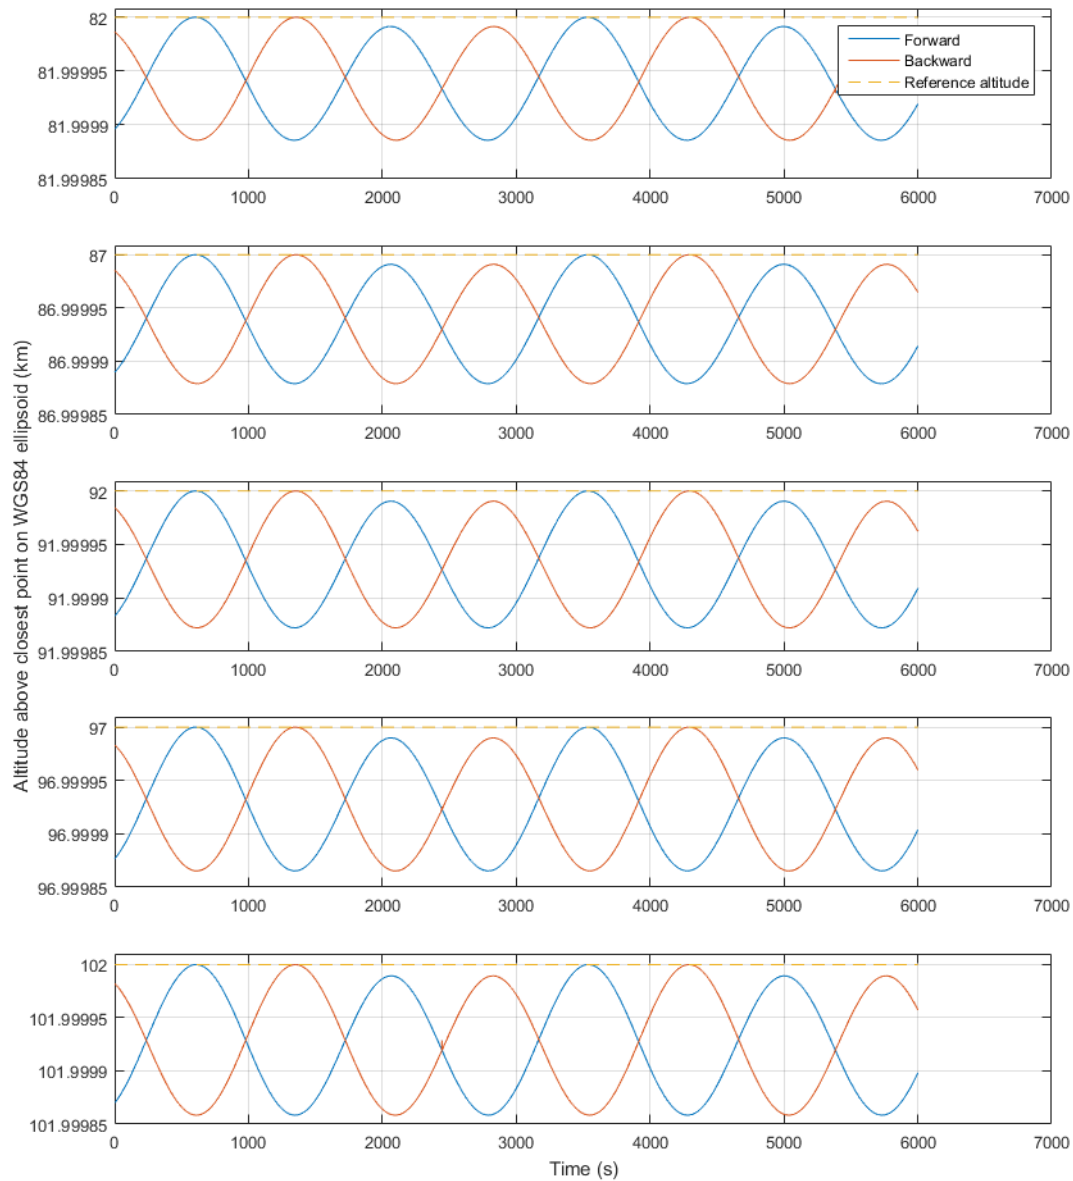 82
81.99995
81.9999
81.99985
0 1000 2000 3000 4000 5000 6000 7000
Forward
Backward
Reference altitude
87
86.99995
86.9999
86.99985
0 1000 2000 3000 4000 5000 6000 7000
Altitude above closest point on WGS84 ellipsoid (km)
92
91.99995
91.9999
91.99985
0 1000 2000 3000 4000 5000 6000 7000
97
96.99995
96.9999
96.99985
0 1000 2000 3000 4000 5000 6000 7000
102
101.99995
101.9999
101.99985
0 1000 2000 3000 4000 5000 6000 7000
Time (s)